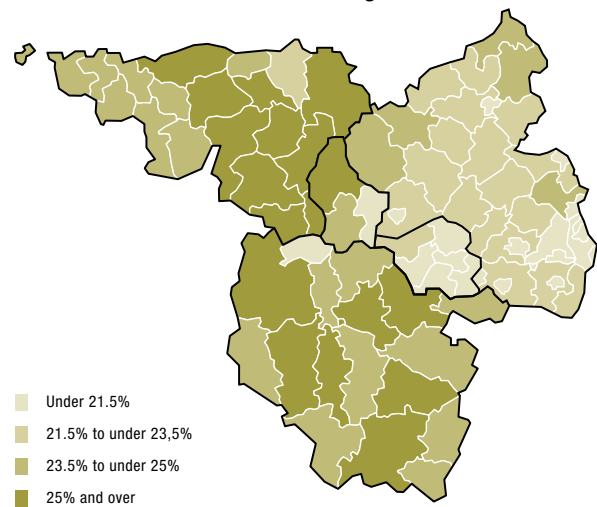 Under 21.5%
21.5% to under 23,5%
23.5% to under 25%
25% and over